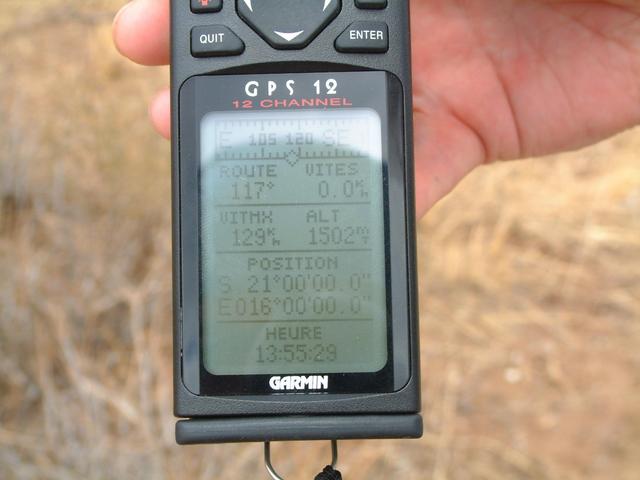 QUIT ENTER
GPS 12
12 CHANNEL
E 105 120 SE
ROUTE VITES
117° 0.0 K/h
VITMX ALT
129 K/h 1502 mT
POSITION
S 21°00'00.0"
E016°00'00.0"
HEURE
13:55:29
GARMIN